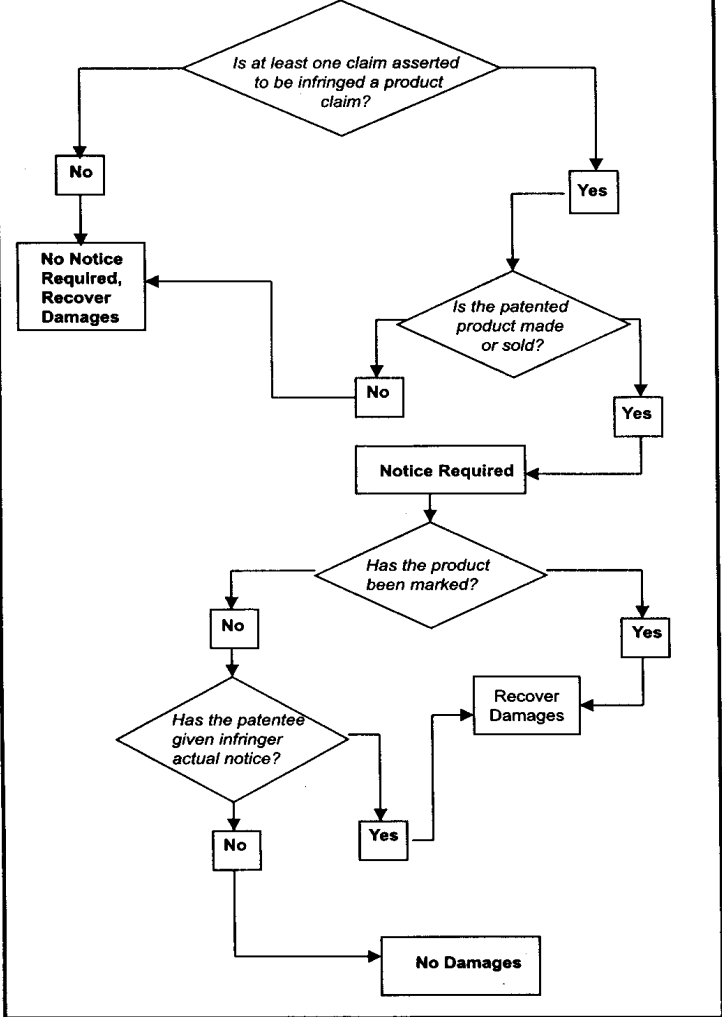 Is at least one claim asserted
to be infringed a product
claim?
No
Yes
No Notice
Required,
Recover
Damages
Is the patented
product made
or sold?
No
Yes
Notice Required
Has the product
been marked?
No
Yes
Recover
Damages
Has the patentee
given infringer
actual notice?
Yes
No
No Damages